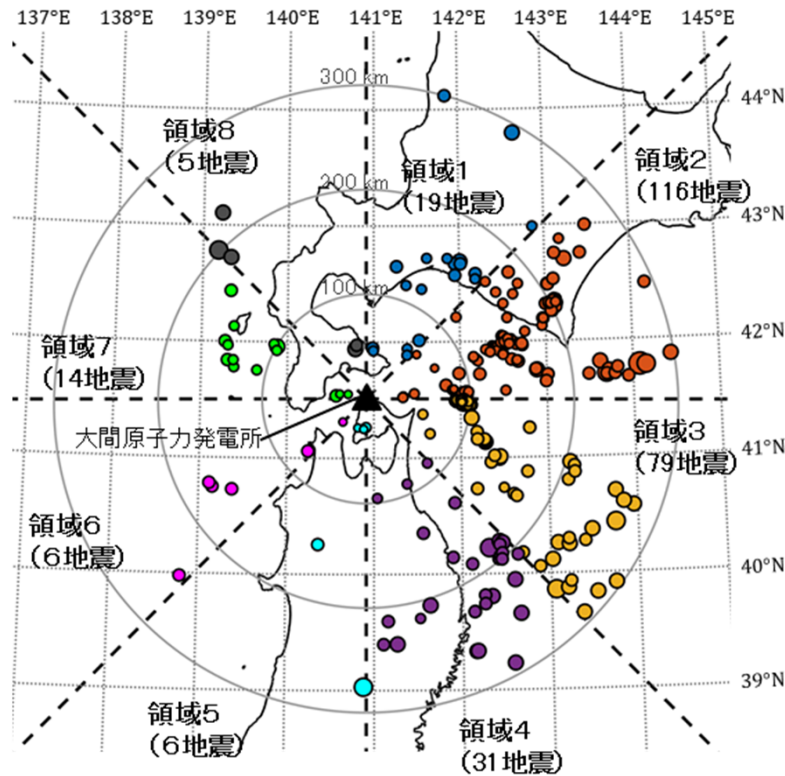 137°E 138°E 139°E 140°E 141°E 142°E 143°E 144°E 145°E
300 km
44°N
領域8
(5地震)
領域1
(19地震)
領域2
(116地震)
200 km
43°N
100 km
42°N
領域7
(14地震)
大間原子力発電所
41°N
領域3
(79地震)
領域6
(6地震)
40°N
39°N
領域5
(6地震)
領域4
(31地震)